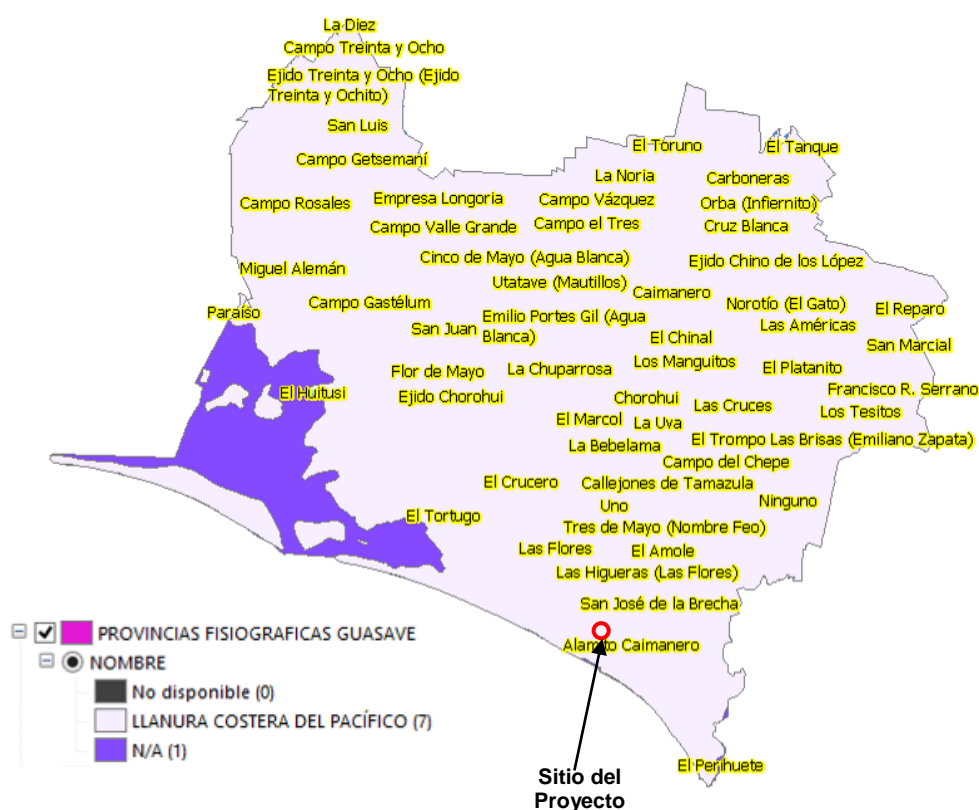 La Diez
Campo Treinta y Ocho
Ejido Treinta y Ocho (Ejido
Treinta y Ochito)
San Luis
El Toruno
El Tanque
Campo Getsemaní
La Noria
Carboneras
Campo Rosales
Empresa Longoria
Campo Vázquez
Orba (Infiernito)
Campo Valle Grande
Campo el Tres
Cruz Blanca
Cinco de Mayo (Agua Blanca)
Ejido Chino de los López
Miguel Alemán
Utatave (Mautillos)
Caimanero
Campo Gastélum
Norotío (El Gato)
El Reparo
Paraíso
San Juan
Emilio Portes Gil (Agua
Blanca)
Las Américas
El Chinal
San Marcial
Flor de Mayo
La Chuparrosa
Los Manguitos
El Platanito
El Huitusi
Ejido Chorohui
Chorohui
Francisco R. Serrano
Las Cruces
Los Tesitos
El Marcol
La Uva
La Bebelama
El Trompo Las Brisas (Emiliano Zapata)
Campo del Chepe
El Crucero
Callejones de Tamazula
Ninguno
Uno
El Tortugo
Tres de Mayo (Nombre Feo)
Las Flores
El Amole
Las Higueras (Las Flores)
San José de la Brecha
Alamito Caimanero
El Perihuete
PROVINCIAS FISIOGRAFICAS GUASAVE
NOMBRE
No disponible (0)
LLANURA COSTERA DEL PACÍFICO (7)
N/A (1)
Sitio del
Proyecto